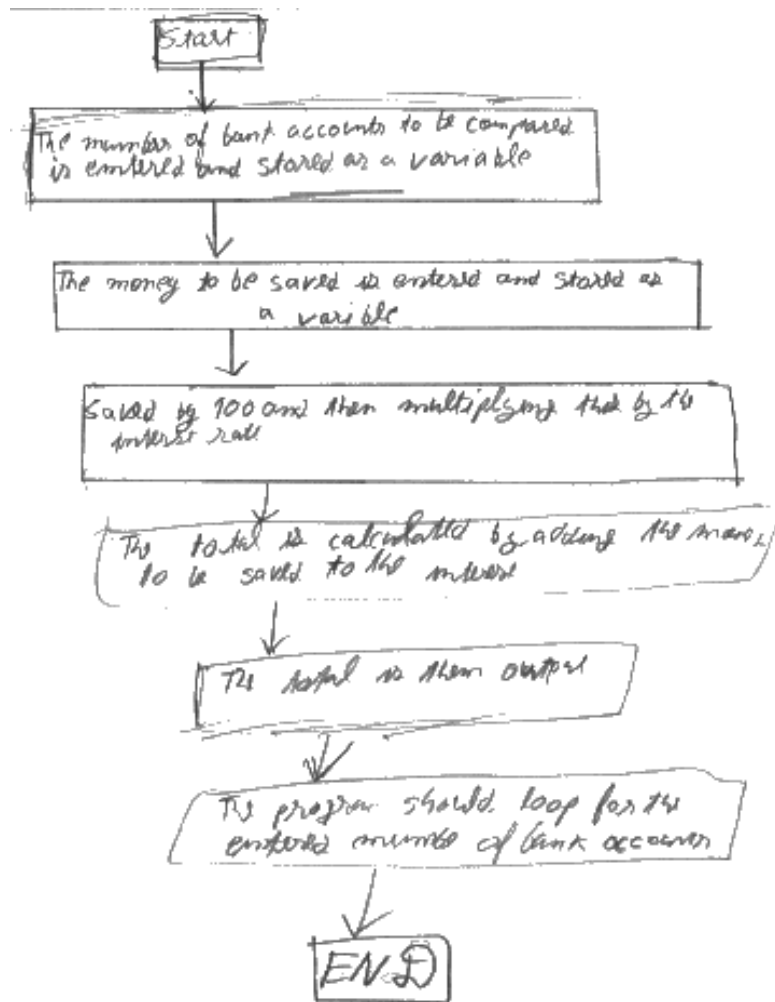 Start
The number of bank accounts to be compared
is entered and stored as a variable
The money to be saved is entered and stored as
a varible
Saved by 100 and then multiplying that by the
interest rate
The total is calculated by adding the money
to be saved to the interest
The total is then output
The program should loop for the
entered number of bank accounts
END